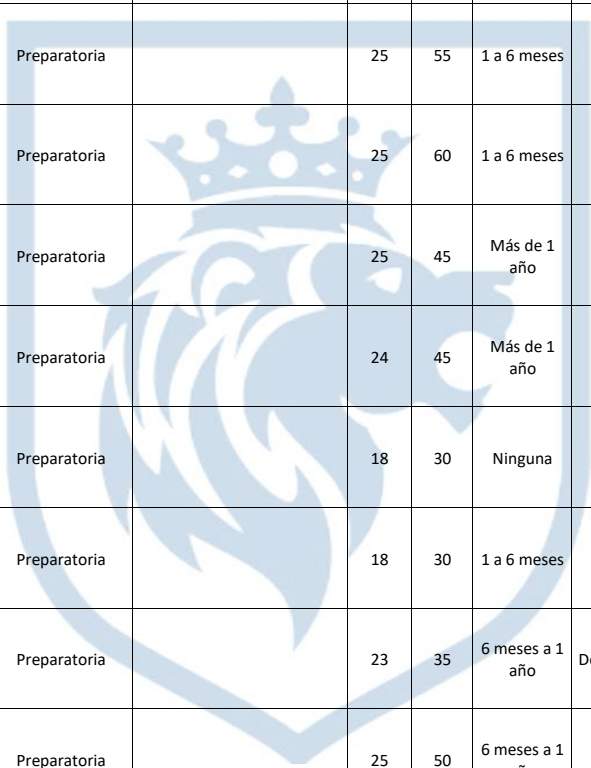 Preparatoria 25 55 1 a 6 meses
Preparatoria 25 60 1 a 6 meses
Preparatoria 25 45 Más de 1
año
Preparatoria 24 45 Más de 1
año
Preparatoria 18 30 Ninguna
Preparatoria 18 30 1 a 6 meses
Preparatoria 23 35 6 meses a 1
año
Preparatoria 25 50 6 meses a 1